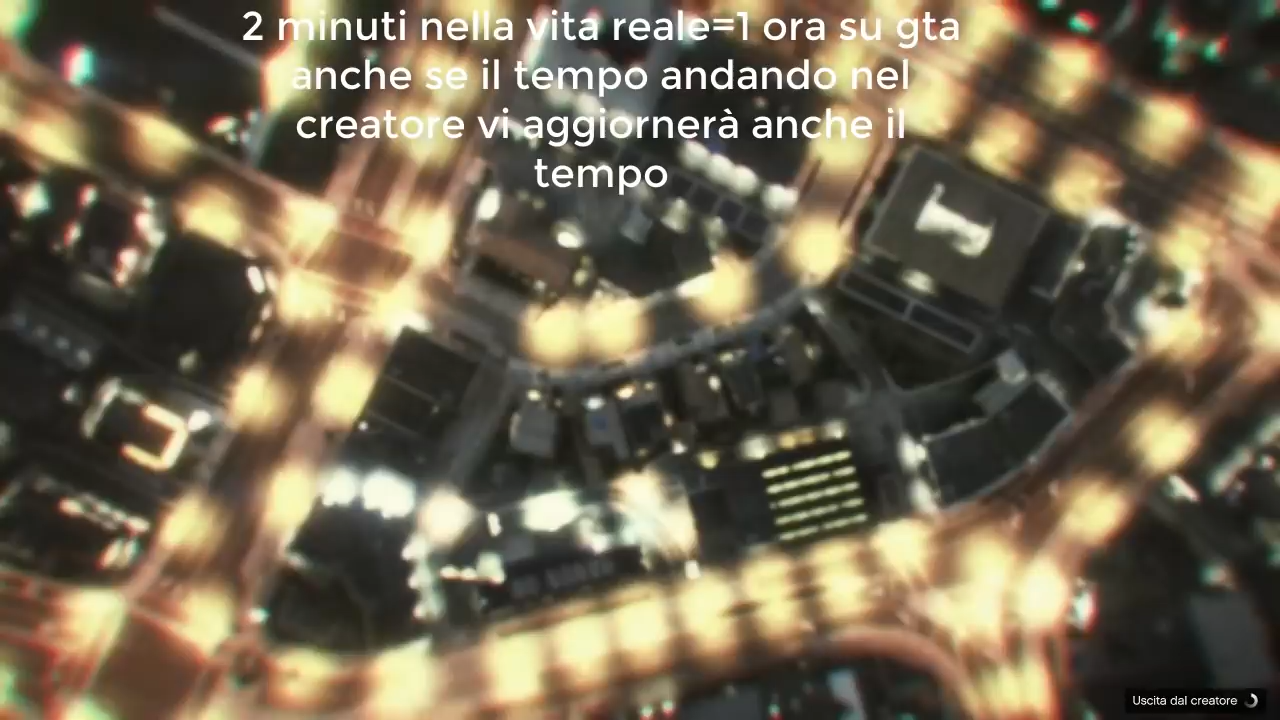 2 minuti nella vita reale=1 ora su gta
anche se il tempo andando nel
creatore vi aggiornerà anche il
tempo
Uscita dal creatore